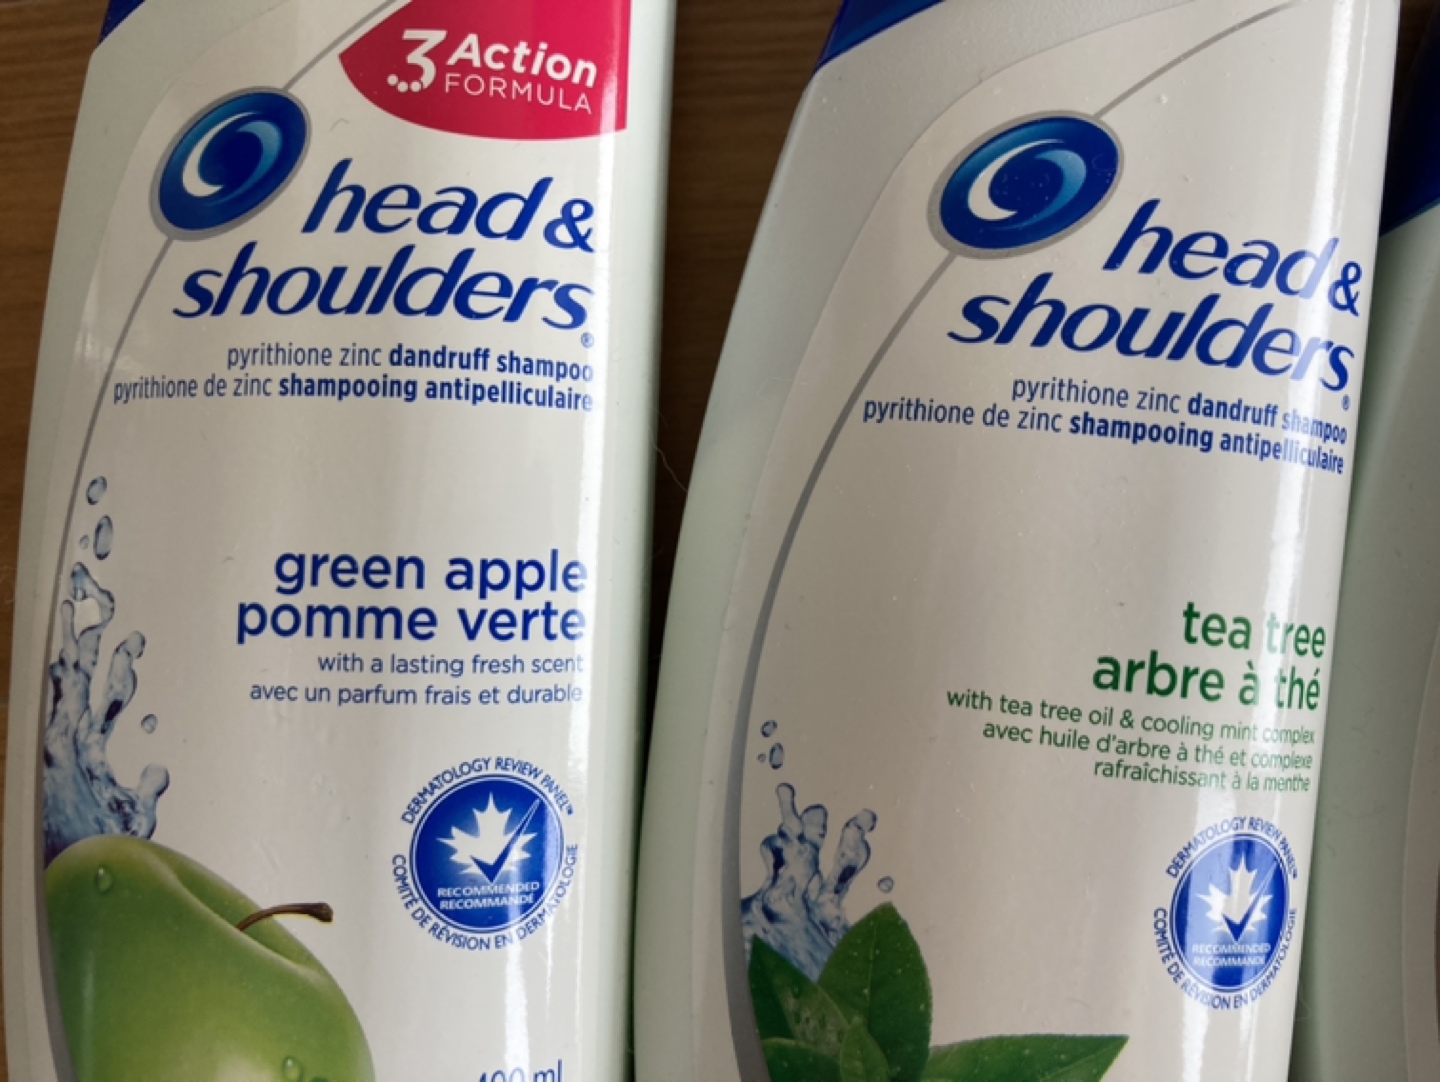 3 Action
FORMULA
head &
shoulders®
pyrithione zinc dandruff shampoo
pyrithione de zinc shampooing antipelliculaire
green apple
pomme verte
with a lasting fresh scent
avec un parfum frais et durable
DERMATOLOGY REVIEW PANEL™
RECOMMENDED
RECOMMANDÉ
COMITÉ DE RÉVISION EN DERMATOLOGIE
400 ml
head &
shoulders®
pyrithione zinc dandruff shampoo
pyrithione de zinc shampooing antipelliculaire
tea tree
arbre à thé
with tea tree oil & cooling mint complex
avec huile d'arbre à thé et complexe
rafraîchissant à la menthe
DERMATOLOGY REVIEW PANEL™
RECOMMENDED
RECOMMANDÉ
COMITÉ DE RÉVISION EN DERMATOLOGIE